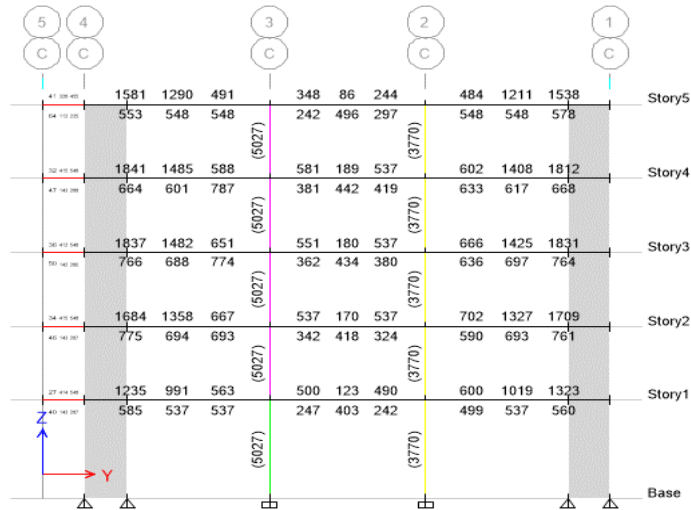 5 4 3 2 1
C C C C C
1581 1290 491 348 86 244 484 1211 1538 Story5
553 548 548 242 496 297 548 548 578
(5027) (3770)
1841 1485 588 581 189 537 602 1408 1812 Story4
664 601 787 381 442 419 633 617 668
(5027) (3770)
1837 1482 651 551 180 537 666 1425 1831 Story3
766 688 774 362 434 380 636 697 764
(5027) (3770)
1684 1358 667 537 170 537 702 1327 1709 Story2
775 694 693 342 418 324 590 693 761
(5027) (3770)
1235 991 563 500 123 490 600 1019 1323 Story1
585 537 537 247 403 242 499 537 560
Z
(5027) (3770)
Y
Base